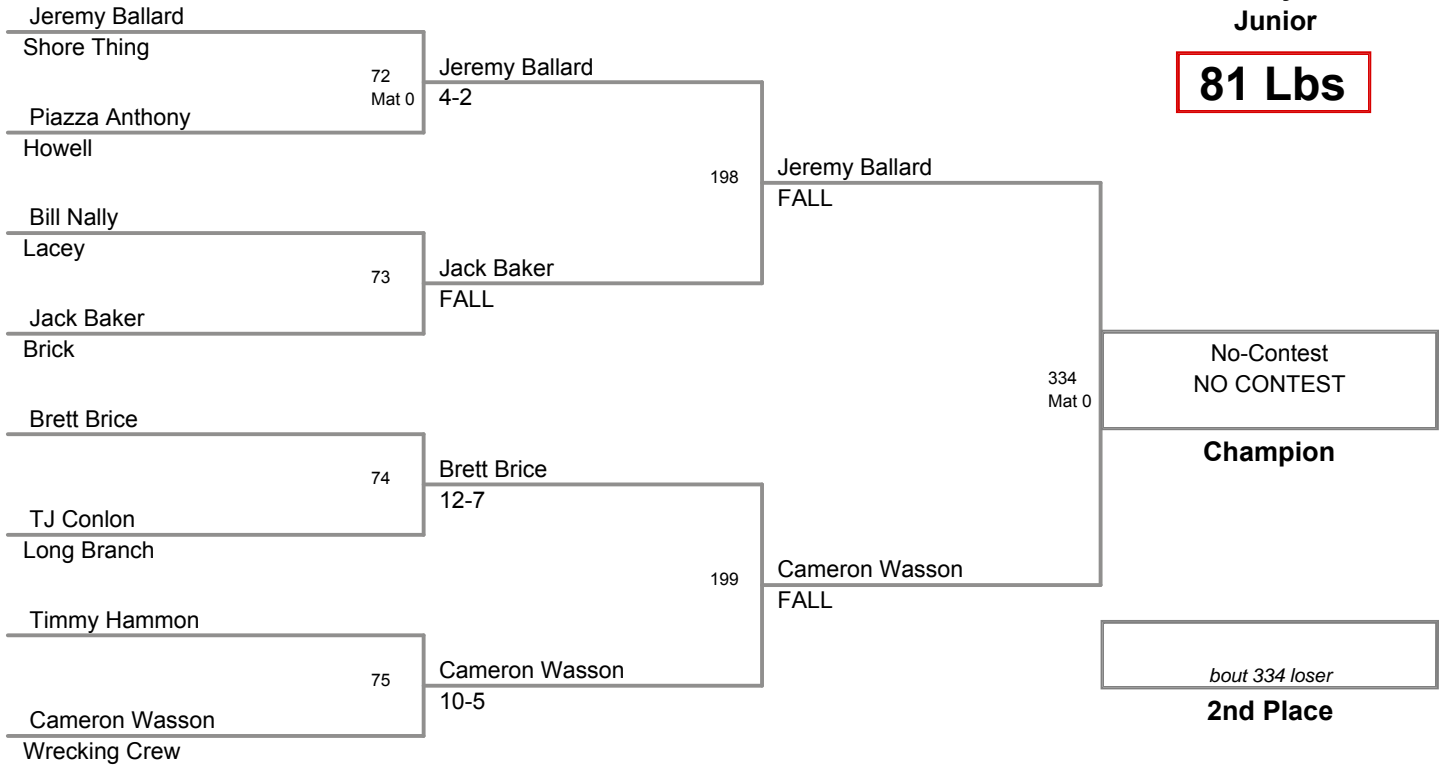 Junior
81 Lbs
Jeremy Ballard
Shore Thing
72
Mat 0
Piazza Anthony
Howell
Jeremy Ballard
4-2
Bill Nally
Lacey
73
Jack Baker
Brick
Jack Baker
FALL
198
Jeremy Ballard
FALL
Brett Brice
74
TJ Conlon
Long Branch
Brett Brice
12-7
Timmy Hammon
75
Cameron Wasson
Wrecking Crew
Cameron Wasson
10-5
199
Cameron Wasson
FALL
334
Mat 0
No-Contest
NO CONTEST
Champion
bout 334 loser
2nd Place